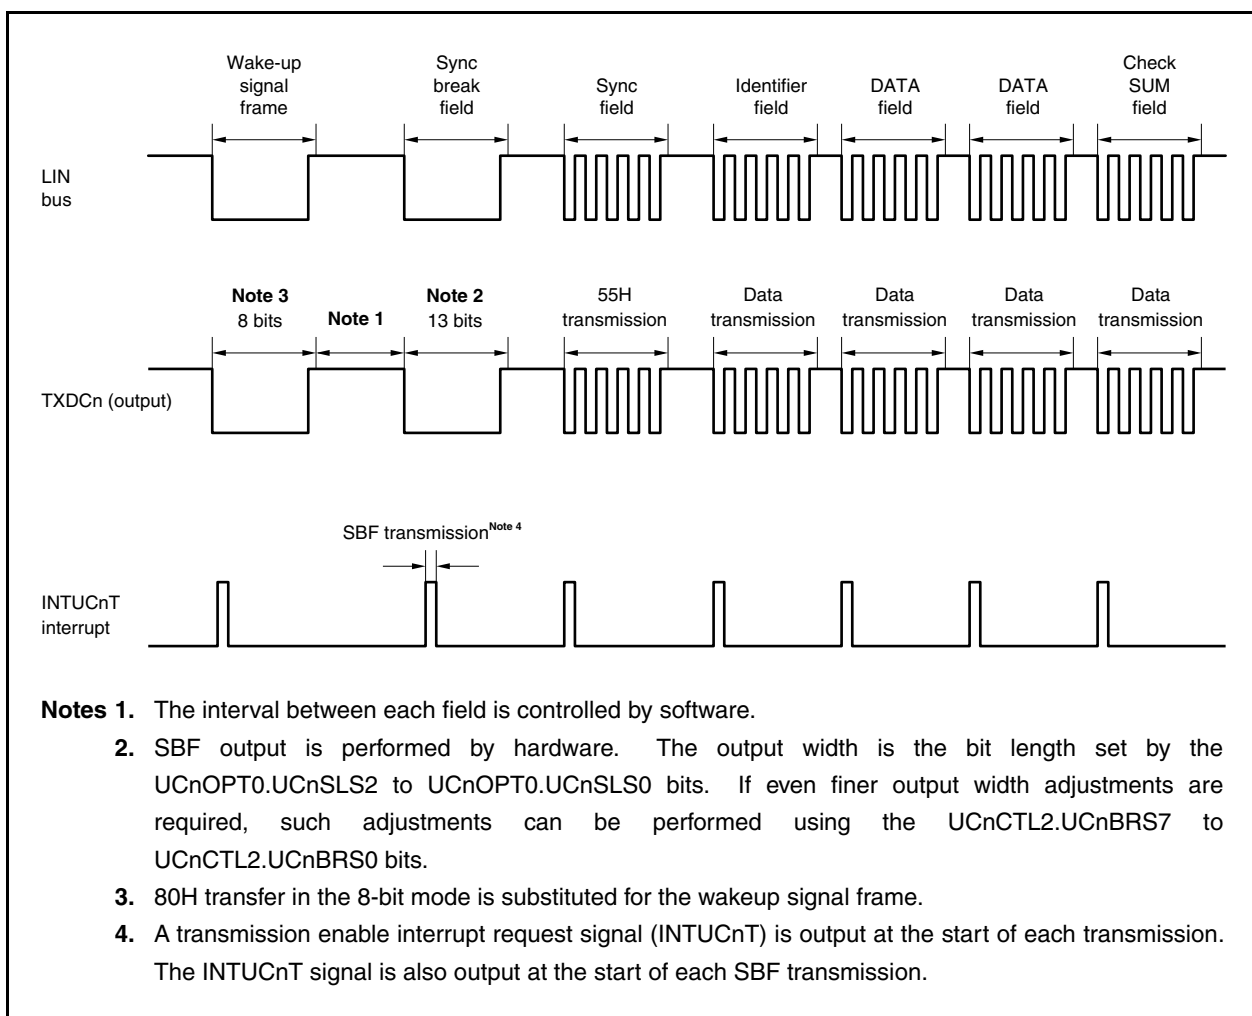 Wake-up signal frame
Sync break field
Sync field
Identifier field
DATA field
DATA field
Check SUM field
LIN bus
Note 3 8 bits
Note 1
Note 2 13 bits
55H transmission
Data transmission
Data transmission
Data transmission
Data transmission
TXDCn (output)
SBF transmission Note 4
INTUCnT interrupt
Notes 1. The interval between each field is controlled by software.
2. SBF output is performed by hardware. The output width is the bit length set by the
UCnOPT0.UCnSLS2 to UCnOPT0.UCnSLS0 bits. If even finer output width adjustments are
required, such adjustments can be performed using the UCnCTL2.UCnBRS7 to
UCnCTL2.UCnBRS0 bits.
3. 80H transfer in the 8-bit mode is substituted for the wakeup signal frame.
4. A transmission enable interrupt request signal (INTUCnT) is output at the start of each transmission.
The INTUCnT signal is also output at the start of each SBF transmission.